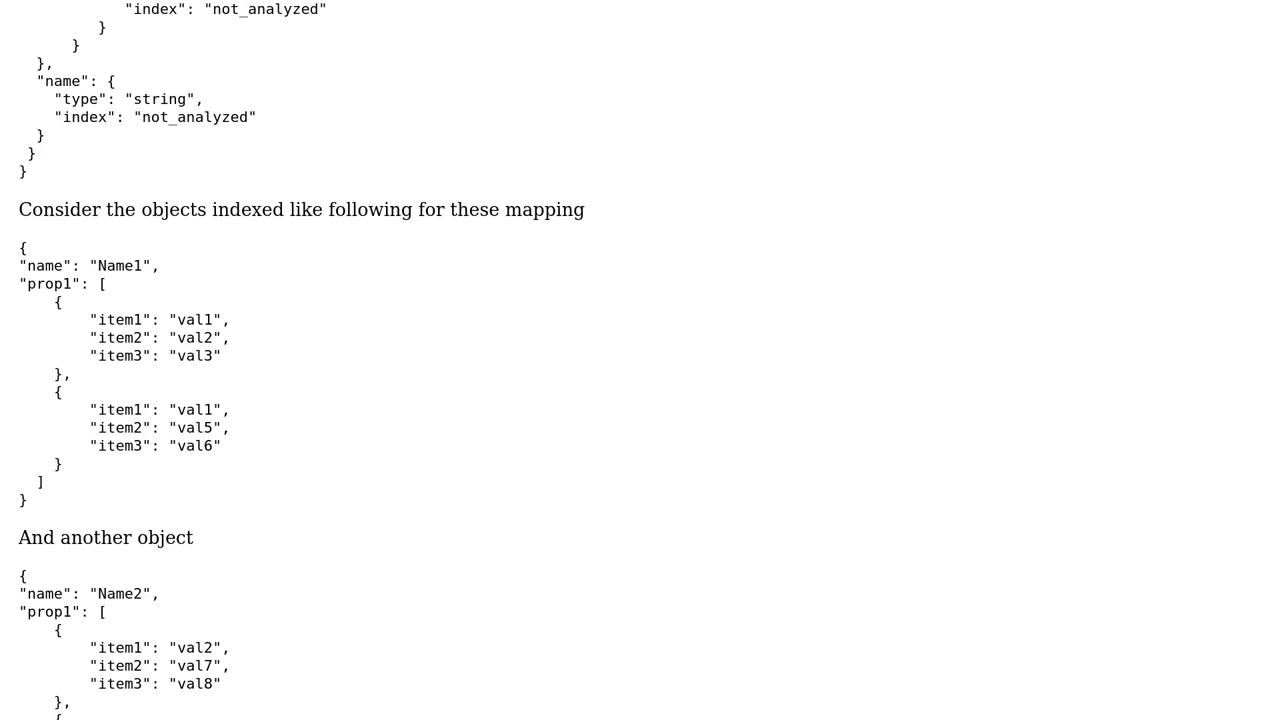 "index": "not_analyzed"
         }
      }
  },
  "name": {
    "type": "string",
    "index": "not_analyzed"
  }
 }
}
Consider the objects indexed like following for these mapping
{
"name": "Name1",
"prop1": [
    {
        "item1": "val1",
        "item2": "val2",
        "item3": "val3"
    },
    {
        "item1": "val1",
        "item2": "val5",
        "item3": "val6"
    }
  ]
}
And another object
{
"name": "Name2",
"prop1": [
    {
        "item1": "val2",
        "item2": "val7",
        "item3": "val8"
    },
    {